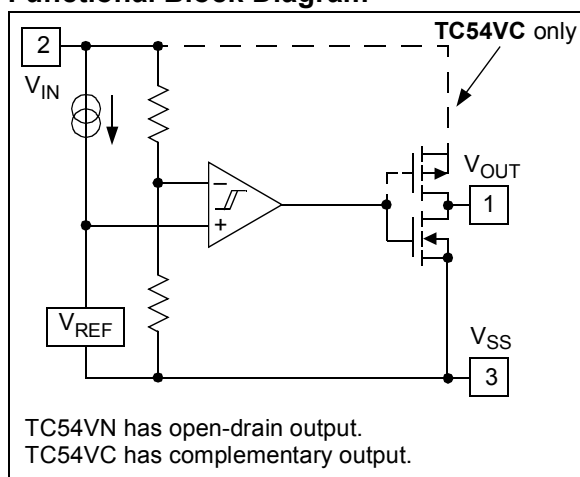 Functional Block Diagram
TC54VC only
2
VIN
VOUT
1
−
+
VREF
VSS
3
TC54VN has open-drain output.
TC54VC has complementary output.